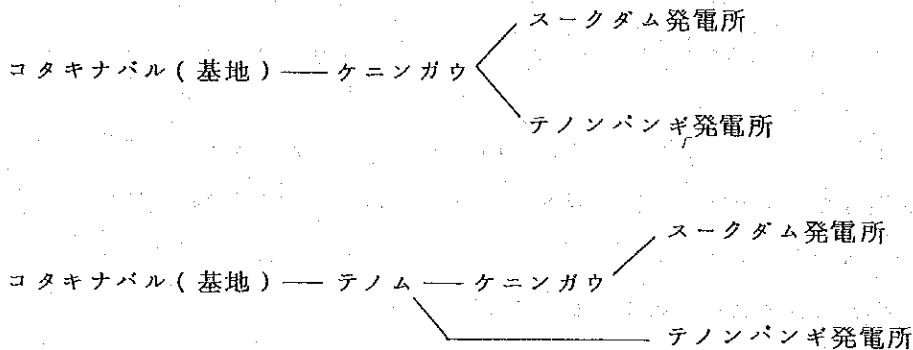 スークダム発電所
コタキナバル(基地)── ケニンガウ
テノンパンギ発電所
スークダム発電所
コタキナバル(基地)── テノム ── ケニンガウ
テノンパンギ発電所